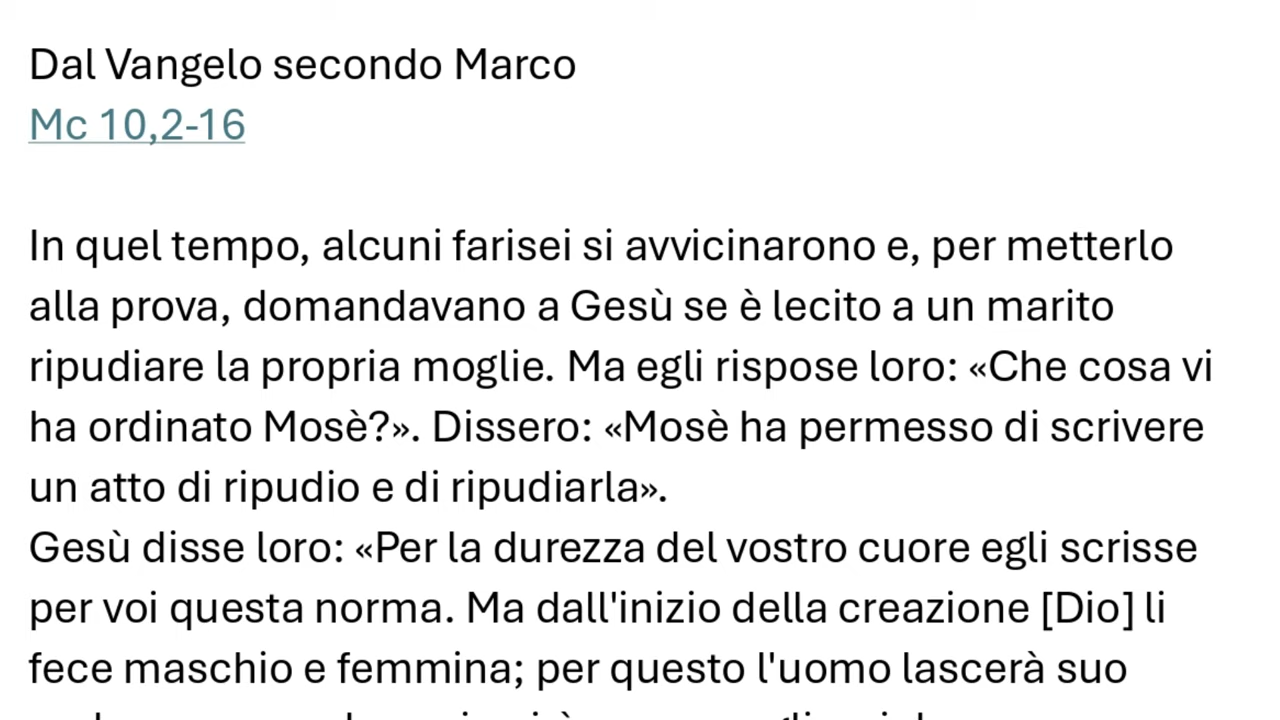 Dal Vangelo secondo Marco
Mc 10,2-16
In quel tempo, alcuni farisei si avvicinarono e, per metterlo
alla prova, domandavano a Gesù se è lecito a un marito
ripudiare la propria moglie. Ma egli rispose loro: «Che cosa vi
ha ordinato Mosè?». Dissero: «Mosè ha permesso di scrivere
un atto di ripudio e di ripudiarla».
Gesù disse loro: «Per la durezza del vostro cuore egli scrisse
per voi questa norma. Ma dall'inizio della creazione [Dio] li
fece maschio e femmina; per questo l'uomo lascerà suo